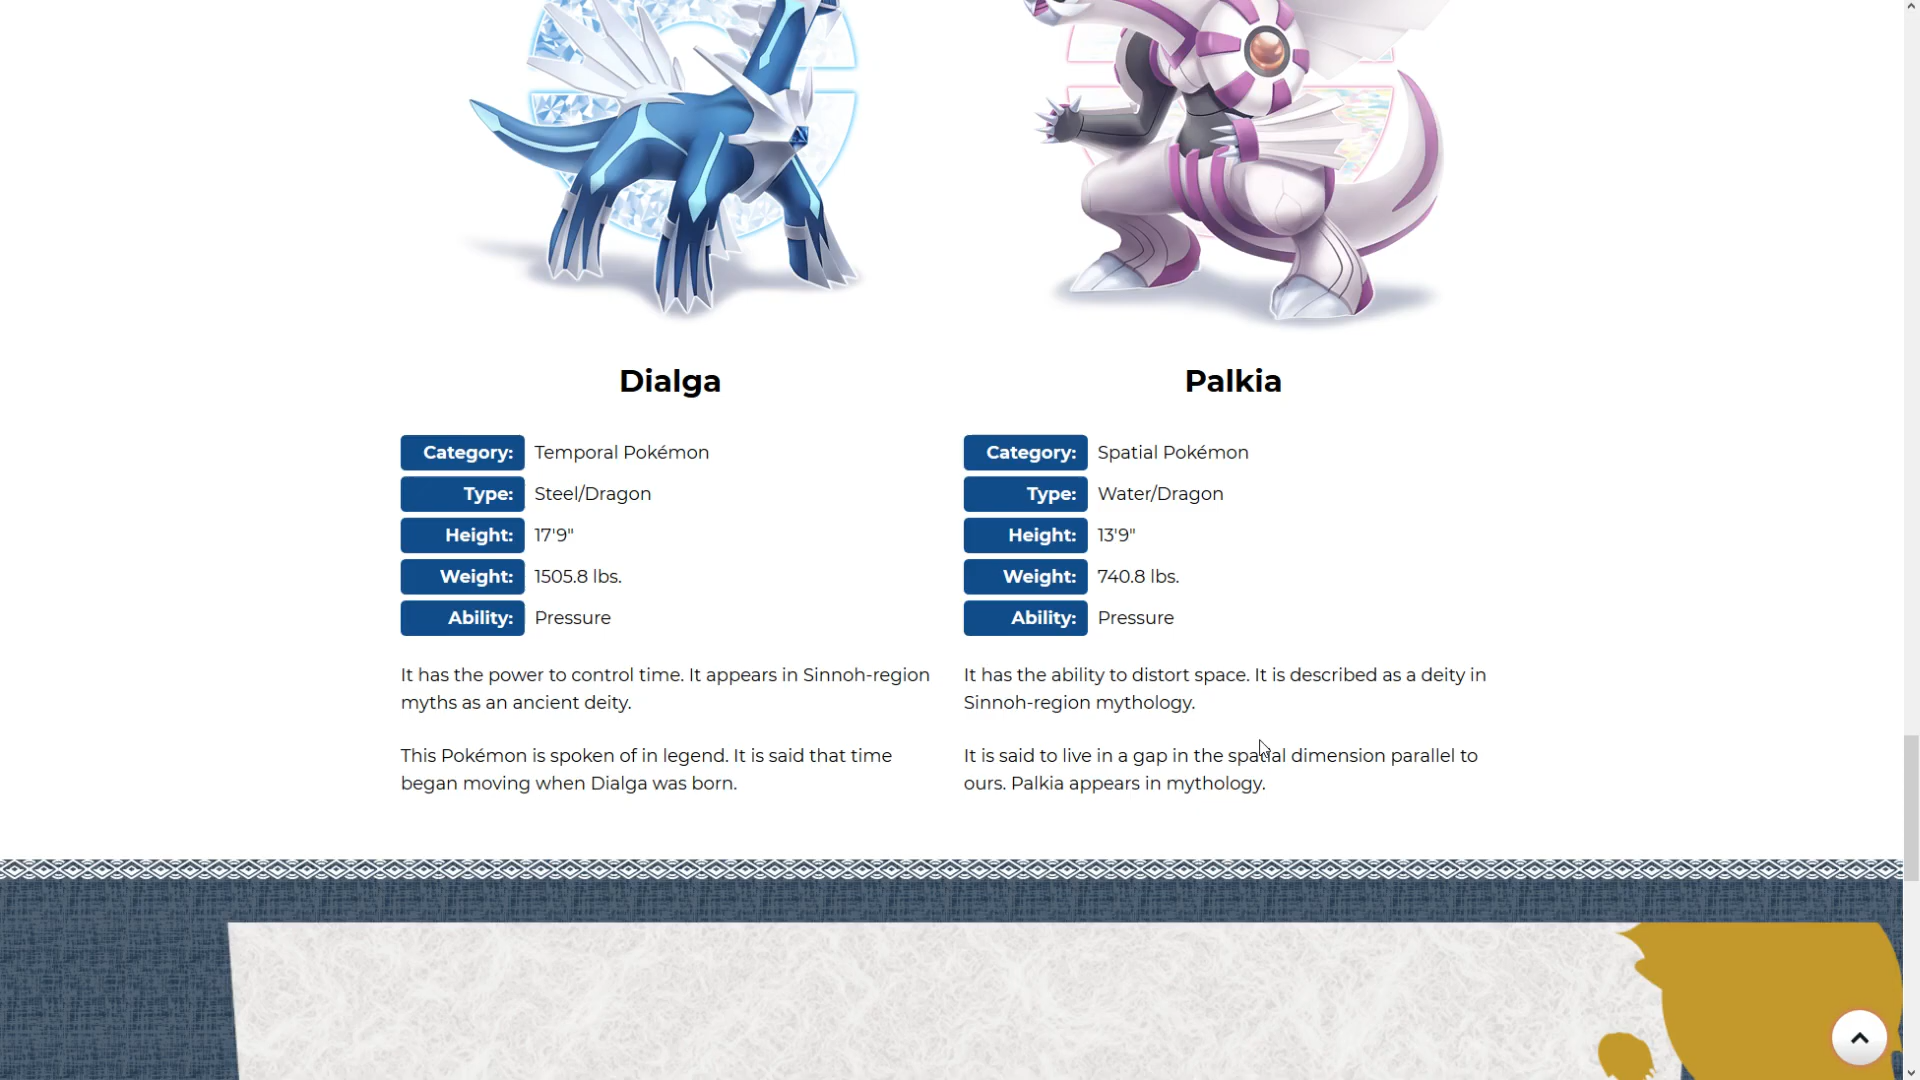 Dialga
Category: Temporal Pokémon
Type: Steel/Dragon
Height: 17'9"
Weight: 1505.8 lbs.
Ability: Pressure
It has the power to control time. It appears in Sinnoh-region
myths as an ancient deity.
This Pokémon is spoken of in legend. It is said that time
began moving when Dialga was born.
Palkia
Category: Spatial Pokémon
Type: Water/Dragon
Height: 13'9"
Weight: 740.8 lbs.
Ability: Pressure
It has the ability to distort space. It is described as a deity in
Sinnoh-region mythology.
It is said to live in a gap in the spatial dimension parallel to
ours. Palkia appears in mythology.